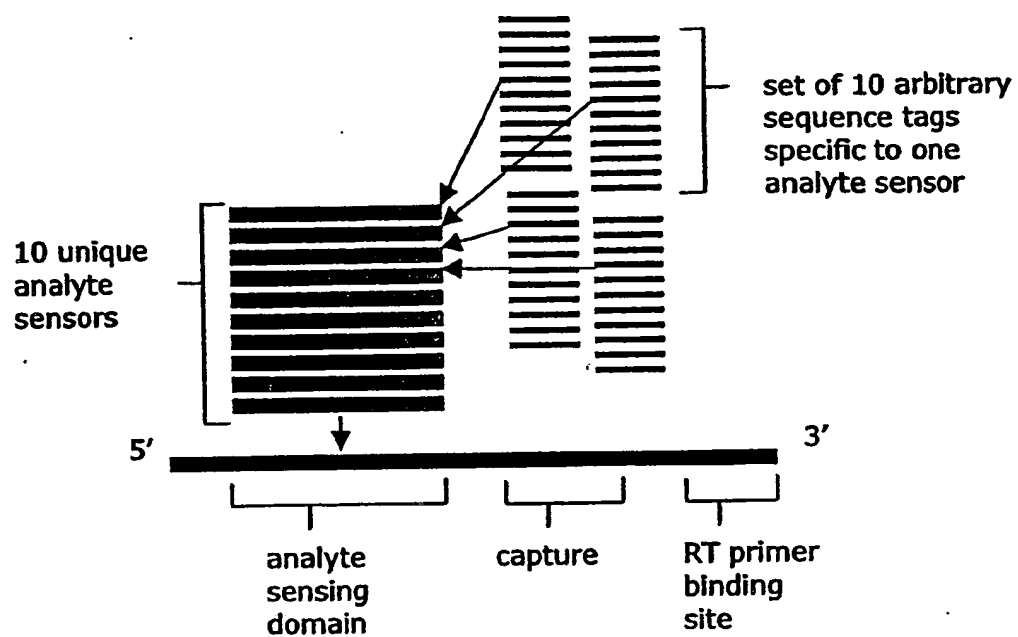 set of 10 arbitrary
sequence tags
specific to one
analyte sensor
10 unique
analyte
sensors
5′
3′
analyte
sensing
domain
capture
RT primer
binding
site